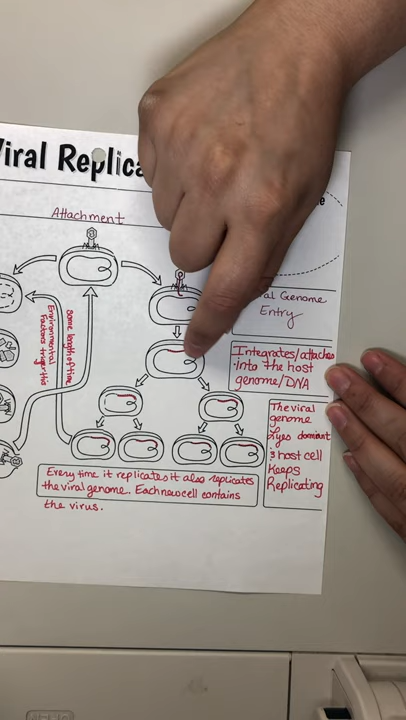 Viral Replica
Attachment
al Genome
Entry
Integrates/attaches
·Into the host
genome/DNA
Some length of time,
Environmental
Factors trigger this
The viral
genome
lyes dominant
& host cell
Keeps
Replicating
Every time it replicates it also replicates
the viral genome. Each new cell contains
the virus.